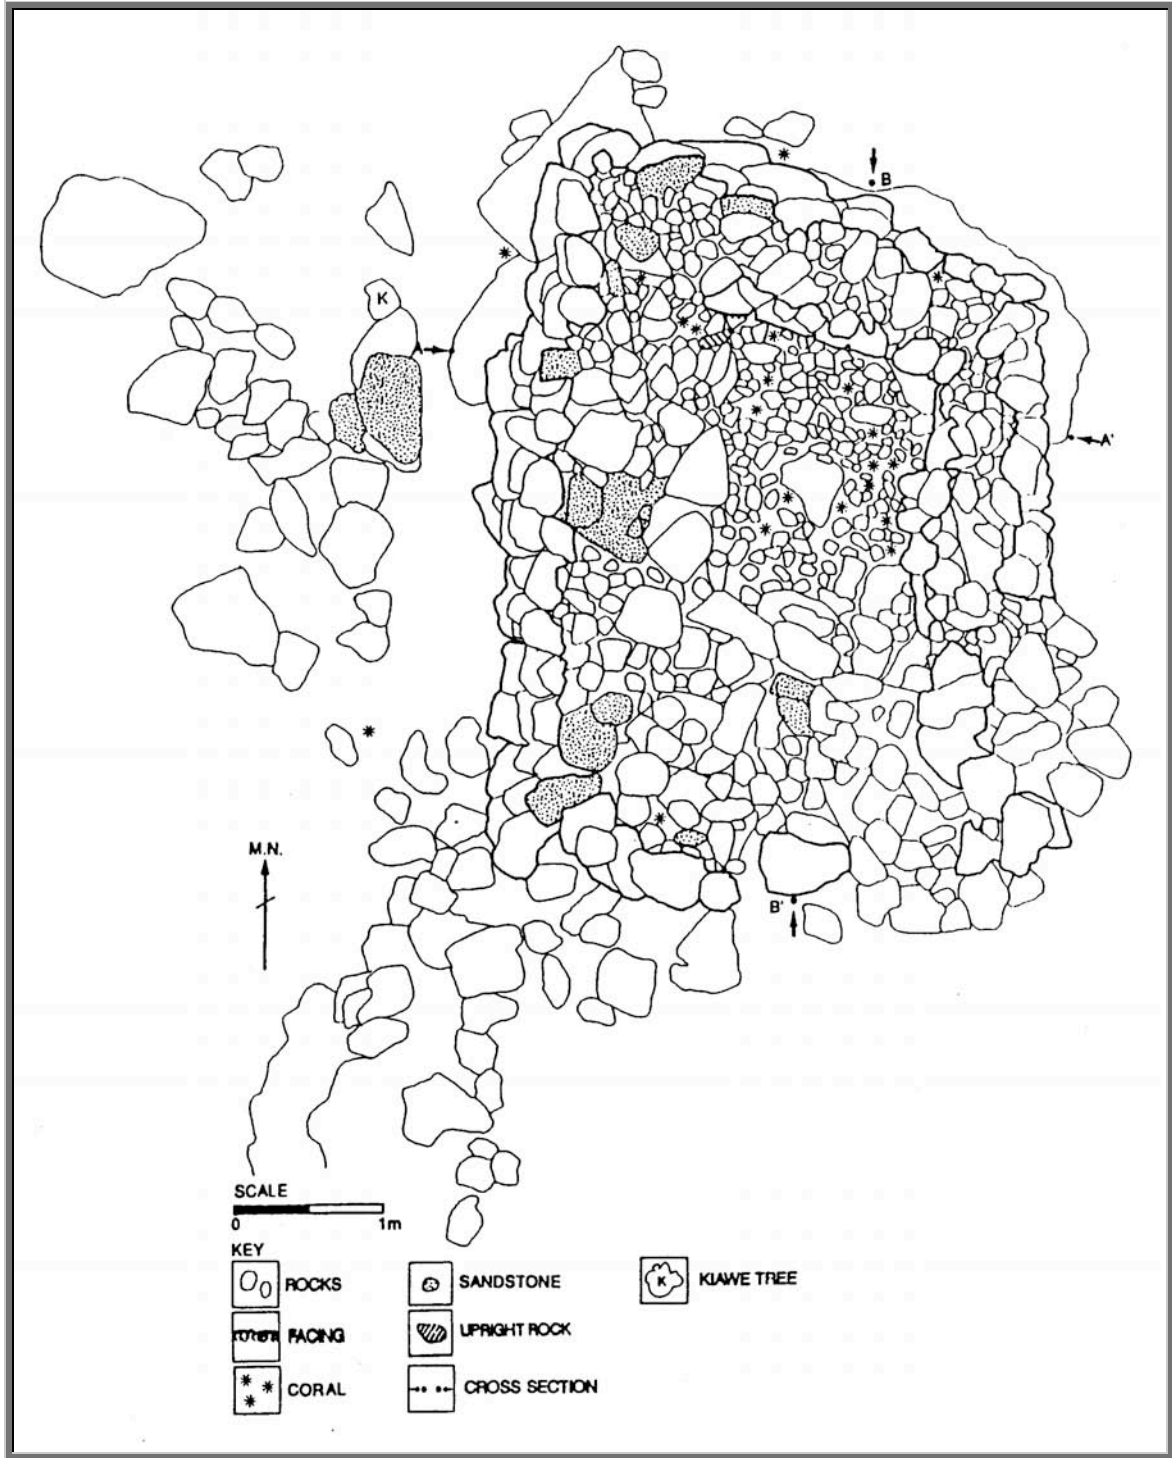 B
K
A
A'
M.N.
B'
SCALE
0 1m
KEY
ROCKS
SANDSTONE
K KIAWE TREE
FACING
UPRIGHT ROCK
CORAL
CROSS SECTION